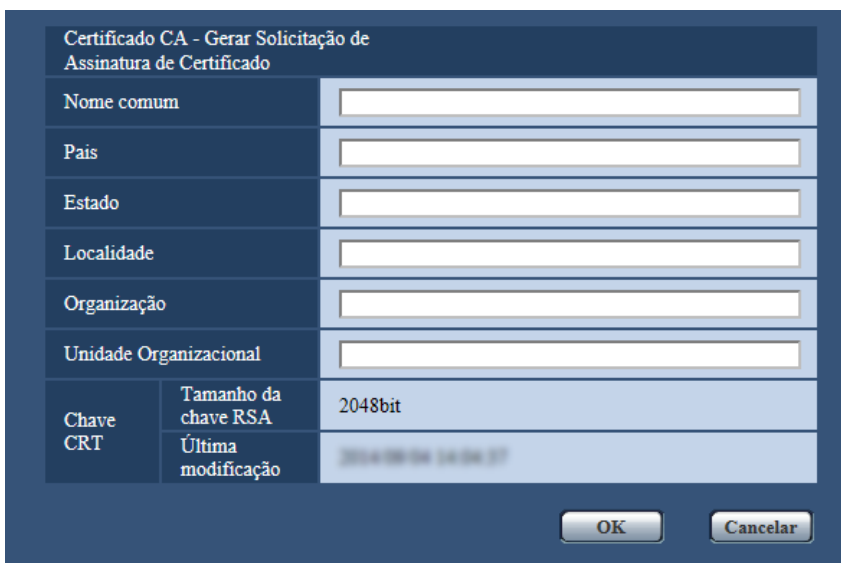 Certificado CA - Gerar Solicitação de
Assinatura de Certificado
Nome comum
Pais
Estado
Localidade
Organização
Unidade Organizacional
Chave
CRT
Tamanho da
chave RSA
2048bit
Última
modificação
OK
Cancelar